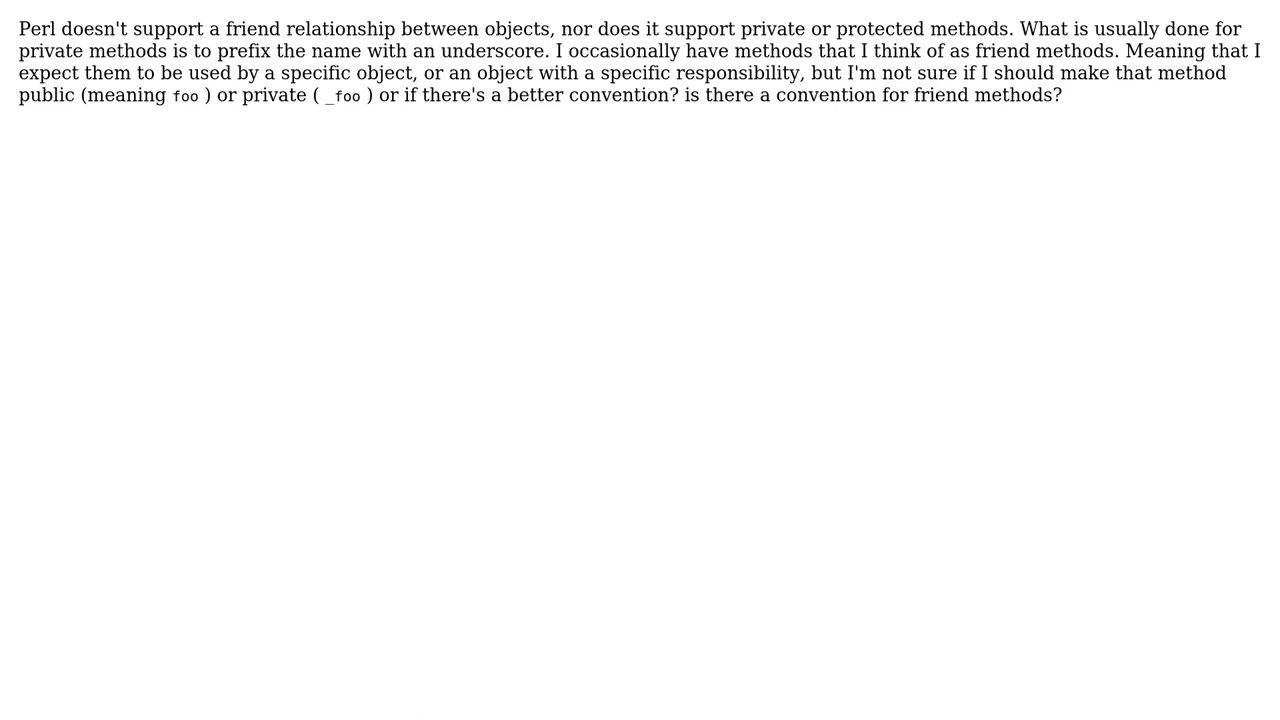 Perl doesn't support a friend relationship between objects, nor does it support private or protected methods. What is usually done for
private methods is to prefix the name with an underscore. I occasionally have methods that I think of as friend methods. Meaning that I
expect them to be used by a specific object, or an object with a specific responsibility, but I'm not sure if I should make that method
public (meaning foo ) or private ( _foo ) or if there's a better convention? is there a convention for friend methods?